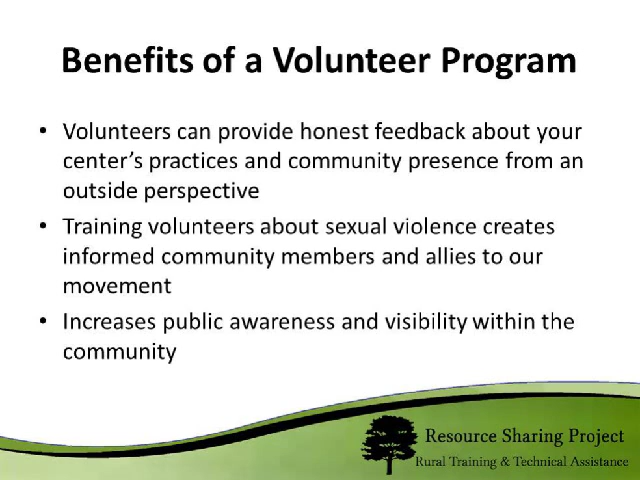 Benefits of a Volunteer Program
• Volunteers can provide honest feedback about your
center’s practices and community presence from an
outside perspective
• Training volunteers about sexual violence creates
informed community members and allies to our
movement
• Increases public awareness and visibility within the
community
Resource Sharing Project
Rural Training & Technical Assistance